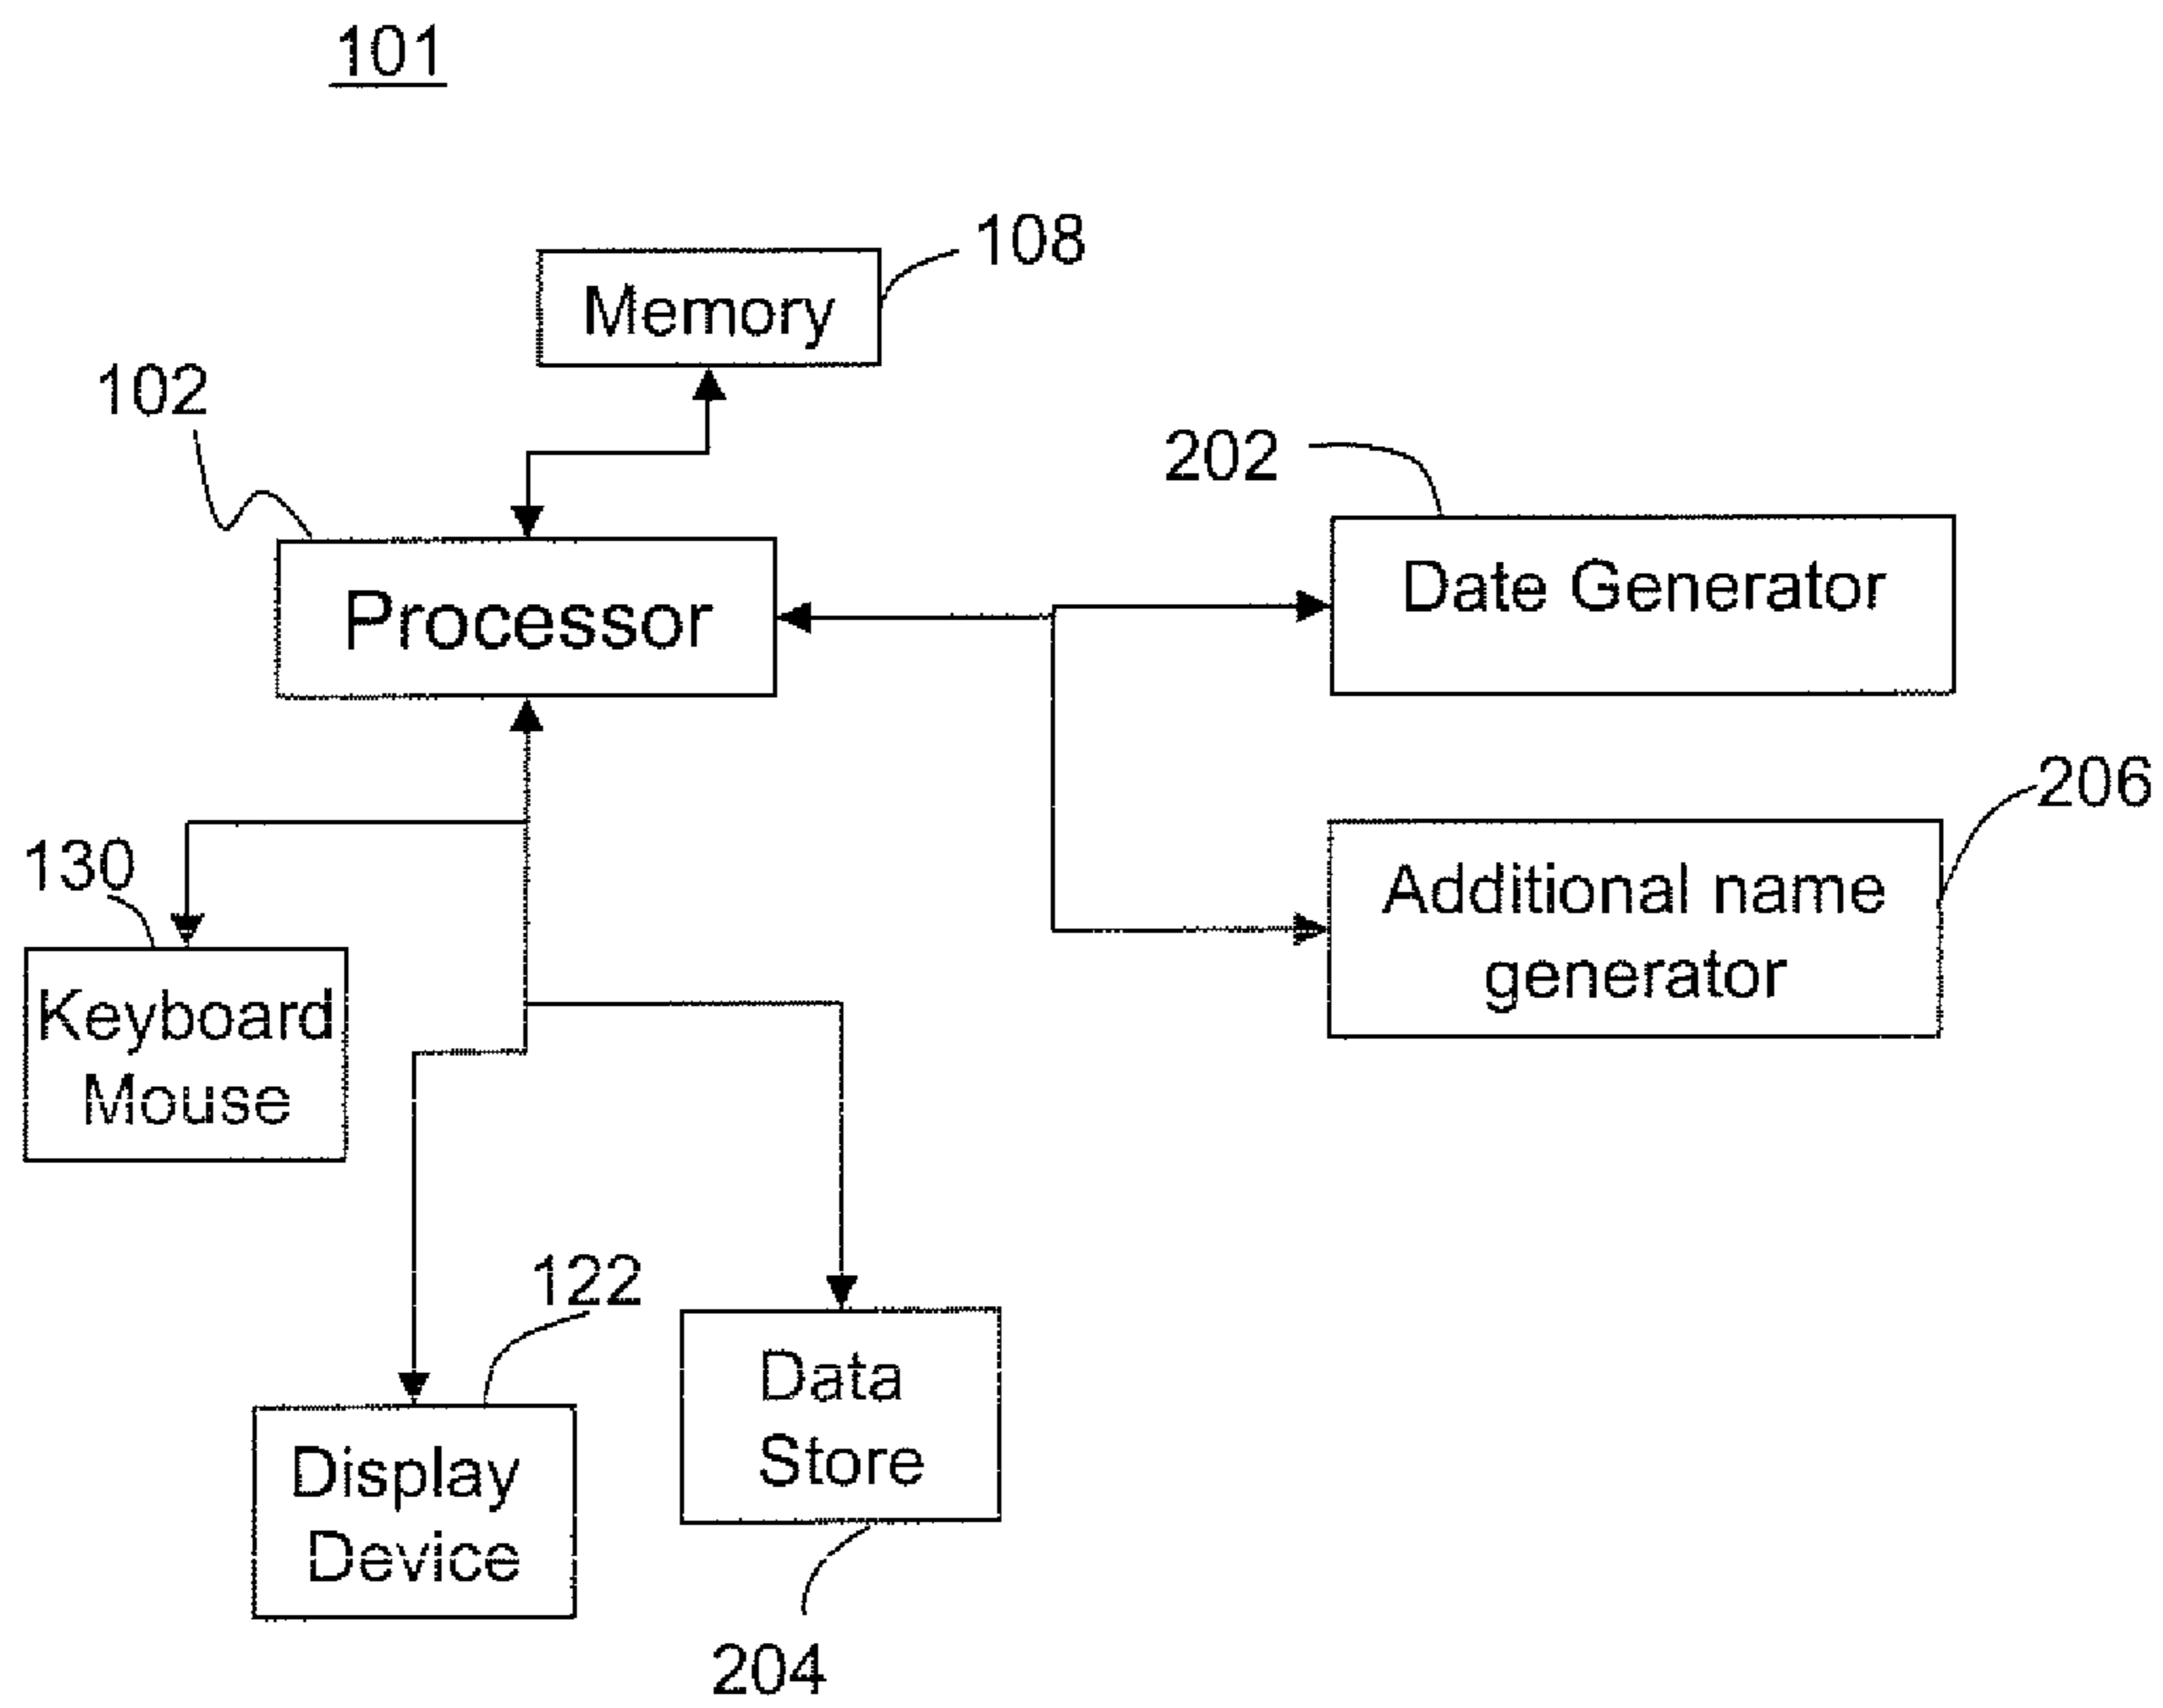 101
108
Memory
102
202
Processor
Date Generator
206
130
Additional name
generator
Keyboard
Mouse
122
Data
Store
Display
Device
204